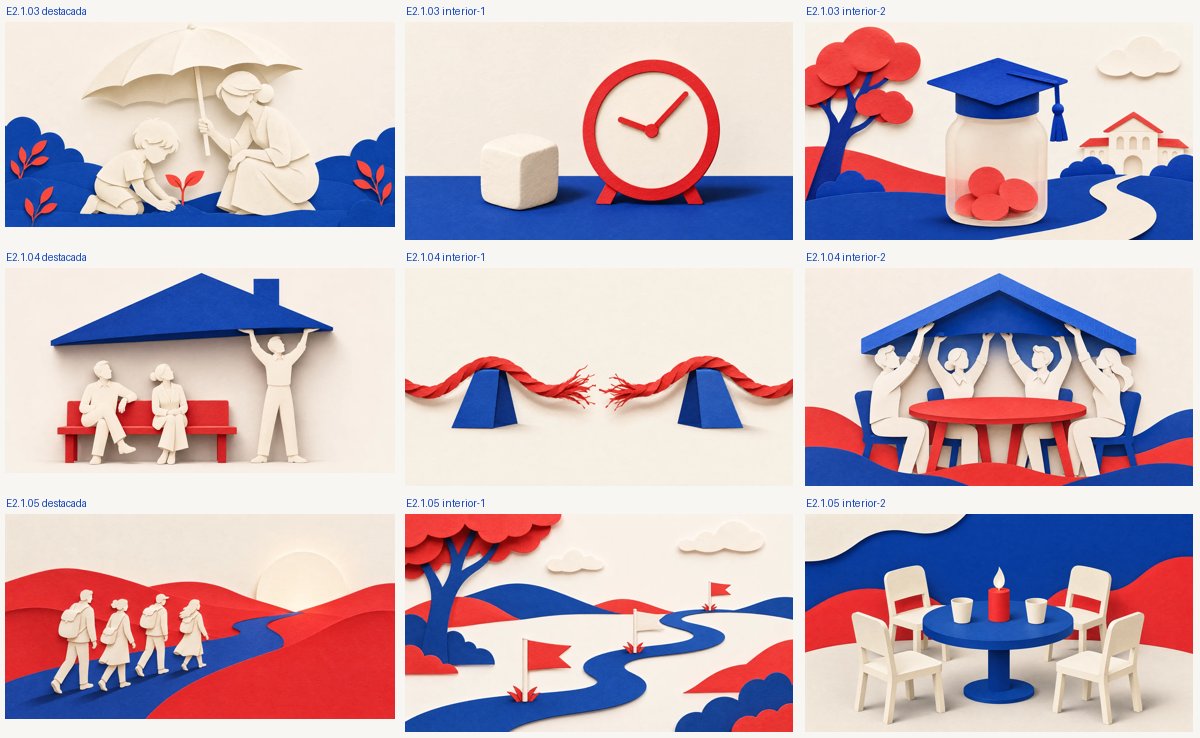 E2.1.03 destacada
E2.1.03 interior-1
E2.1.03 interior-2
E2.1.04 destacada
E2.1.04 interior-1
E2.1.04 interior-2
E2.1.05 destacada
E2.1.05 interior-1
E2.1.05 interior-2